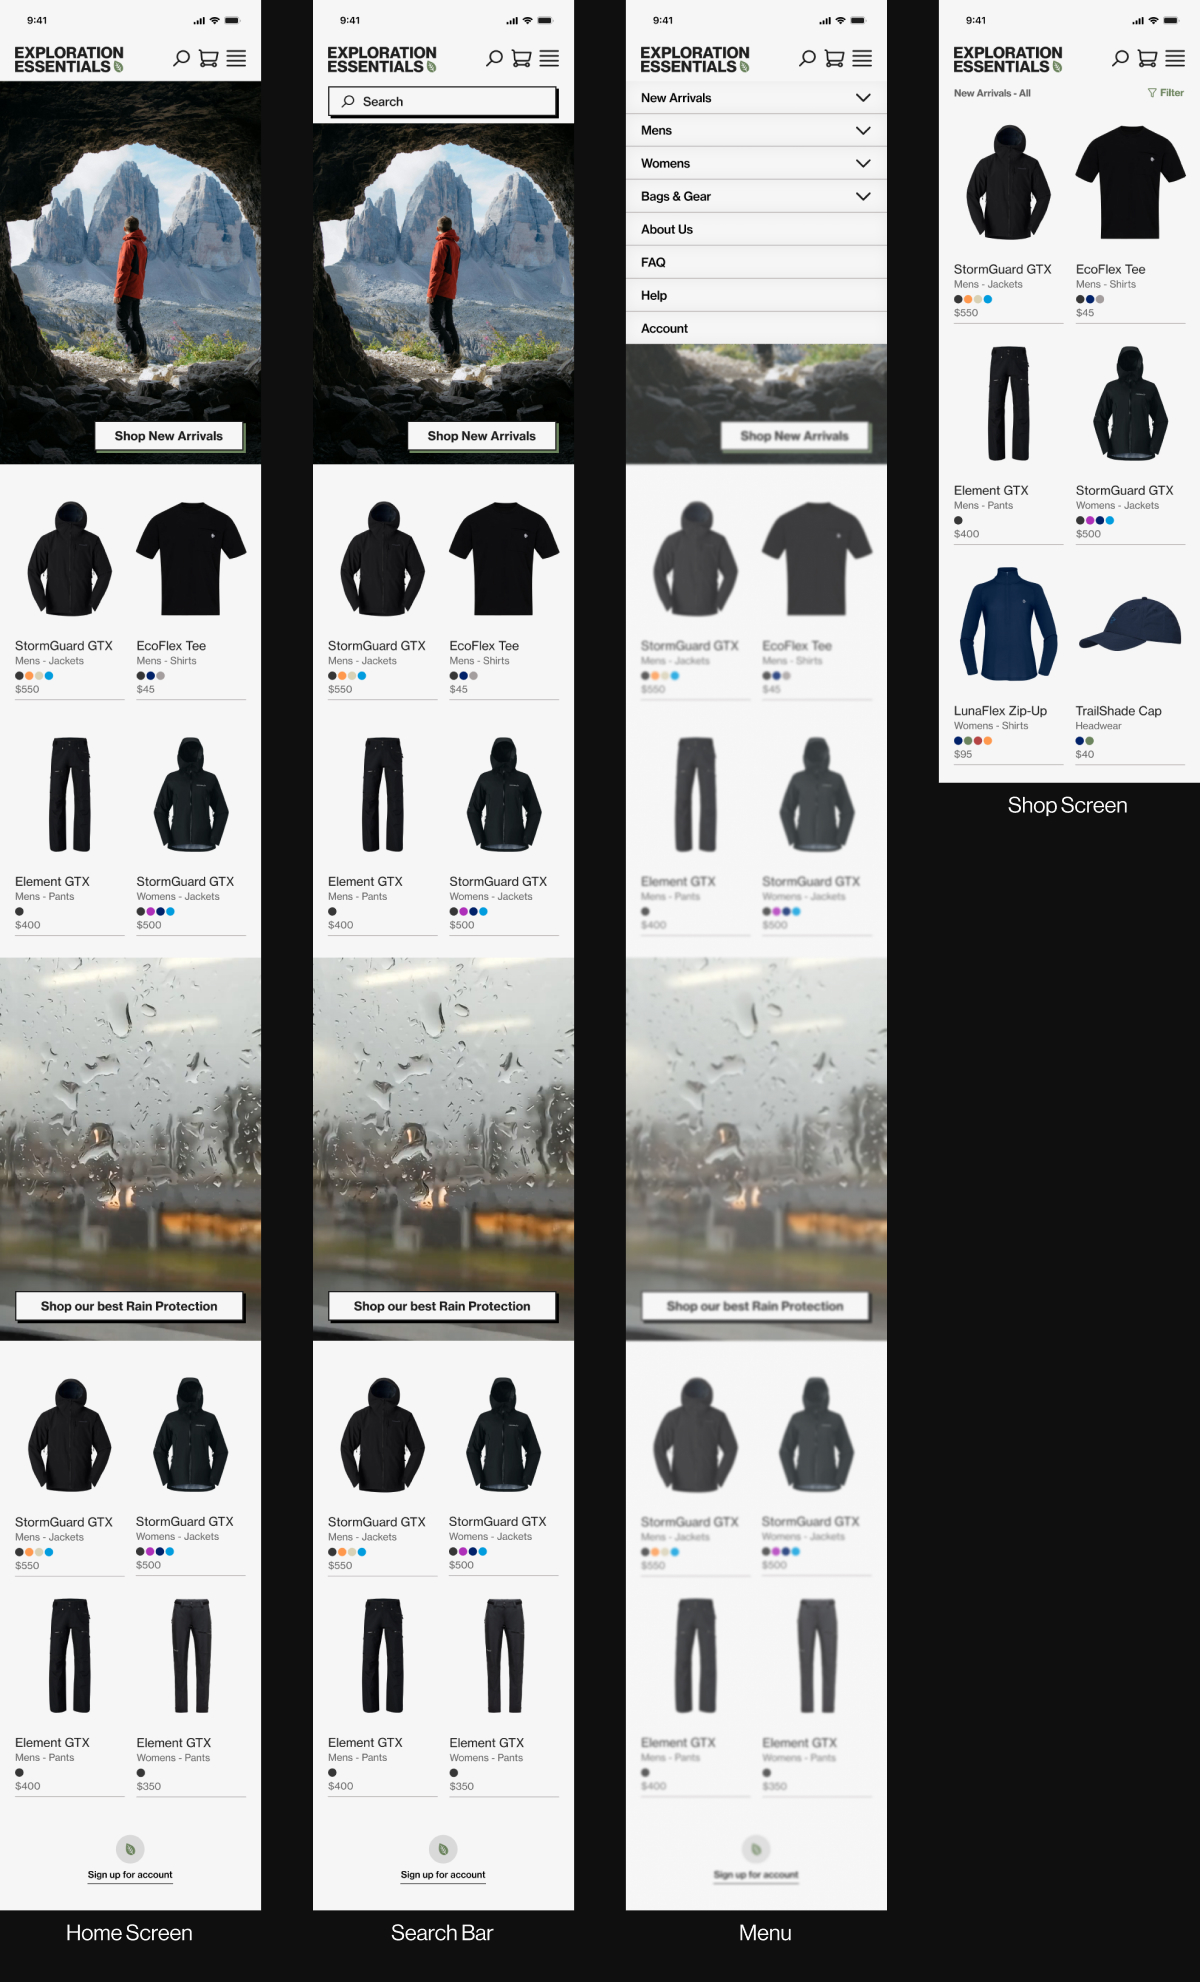 9:41
EXPLORATION
ESSENTIALS
Shop New Arrivals
StormGuard GTX
Mens - Jackets
$550
EcoFlex Tee
Mens - Shirts
$45
Element GTX
Mens - Pants
$400
StormGuard GTX
Womens - Jackets
$500
Shop our best Rain Protection
StormGuard GTX
Mens - Jackets
$550
StormGuard GTX
Womens - Jackets
$500
Element GTX
Mens - Pants
$400
Element GTX
Womens - Pants
$350
Sign up for account
Home Screen
9:41
EXPLORATION
ESSENTIALS
Search
Shop New Arrivals
StormGuard GTX
Mens - Jackets
$550
EcoFlex Tee
Mens - Shirts
$45
Element GTX
Mens - Pants
$400
StormGuard GTX
Womens - Jackets
$500
Shop our best Rain Protection
StormGuard GTX
Mens - Jackets
$550
StormGuard GTX
Womens - Jackets
$500
Element GTX
Mens - Pants
$400
Element GTX
Womens - Pants
$350
Sign up for account
Search Bar
9:41
EXPLORATION
ESSENTIALS
New Arrivals
Mens
Womens
Bags & Gear
About Us
FAQ
Help
Account
Shop New Arrivals
StormGuard GTX
Mens - Jackets
$550
EcoFlex Tee
Mens - Shirts
$45
Element GTX
Mens - Pants
$400
StormGuard GTX
Womens - Jackets
$500
Shop our best Rain Protection
StormGuard GTX
Mens - Jackets
$550
StormGuard GTX
Womens - Jackets
$500
Element GTX
Mens - Pants
$400
Element GTX
Womens - Pants
$350
Sign up for account
Menu
9:41
EXPLORATION
ESSENTIALS
New Arrivals - All
Filter
StormGuard GTX
Mens - Jackets
$550
EcoFlex Tee
Mens - Shirts
$45
Element GTX
Mens - Pants
$400
StormGuard GTX
Womens - Jackets
$500
LunaFlex Zip-Up
Womens - Shirts
$95
TrailShade Cap
Headwear
$40
Shop Screen